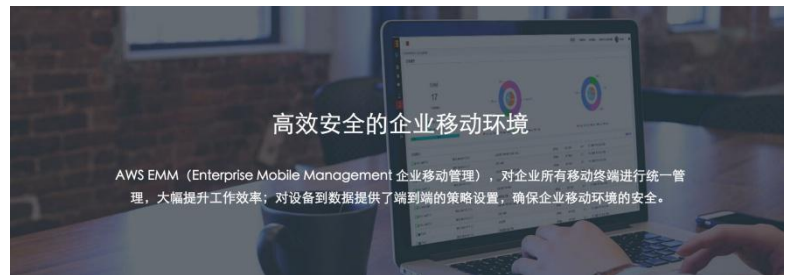 高效安全的企业移动环境
AWS EMM（Enterprise Mobile Management 企业移动管理），对企业所有移动终端进行统一管
理，大幅提升工作效率；对设备到数据提供了端到端的策略设置，确保企业移动环境的安全。